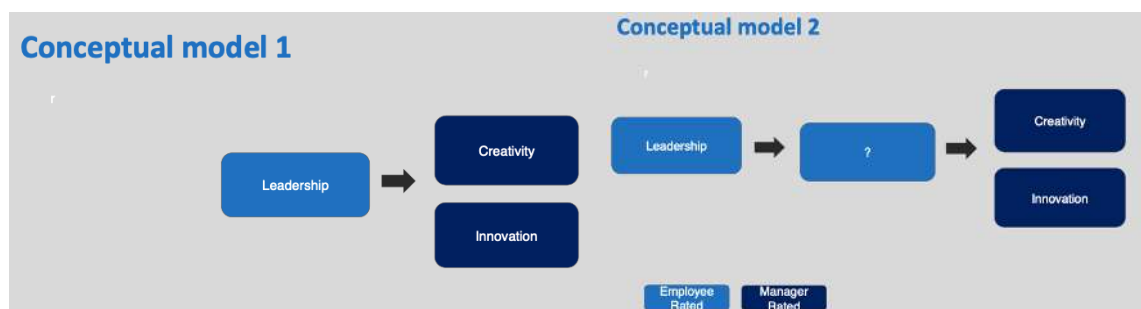 Conceptual model 1
r
Leadership
Creativity
Innovation
Conceptual model 2
r
Leadership
?
Creativity
Innovation
Employee
Rated
Manager
Rated